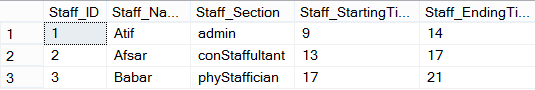 Staff_ID Staff_Na... Staff_Section Staff_StartingTi... Staff_EndingTi...
1 1 Atif admin 9 14
2 2 Afsar conStaffultant 13 17
3 3 Babar phyStaffician 17 21